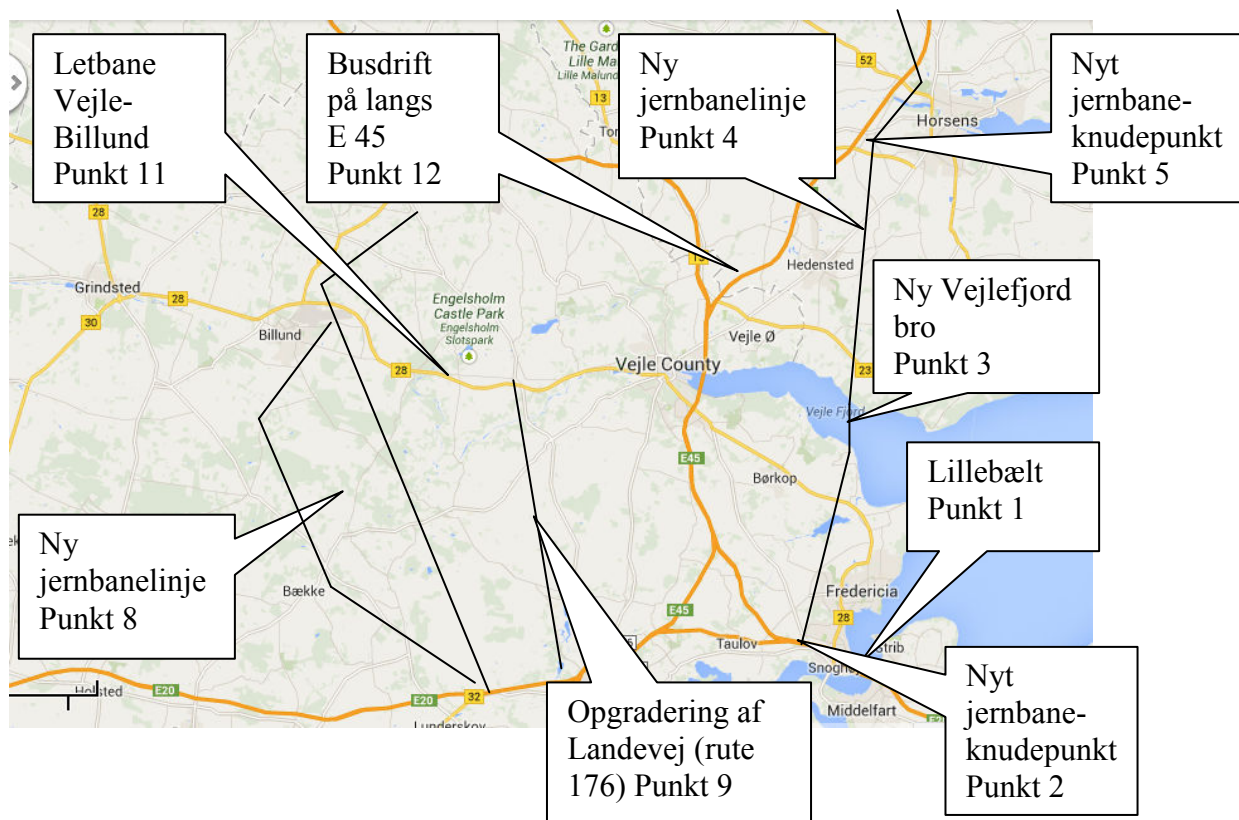 Letbane
Vejle-
Billund
Punkt 11
Busdrift
på langs
E 45
Punkt 12
Ny
jernbanelinje
Punkt 4
Nyt
jernbane-
knudepunkt
Punkt 5
The Gard
Lille Ma
Lille Malund
13
52
Horsens
Tor
28
13
Hedensted
Grindsted
28
30
Billund
Engelsholm
Castle Park
Engelsholm
Slotspark
28
Vejle County
Vejle Ø
23
Ny Vejlefjord
bro
Punkt 3
Vejle Fjord
E45
Børkop
Lillebælt
Punkt 1
Ny
jernbanelinje
Punkt 8
Bække
Fredericia
28
E45
Taulov
Strib
Snoghøj
Middelfart
Holsted
E20
E20
32
Lunderskov
Opgradering af
Landevej (rute
176) Punkt 9
Nyt
jernbane-
knudepunkt
Punkt 2